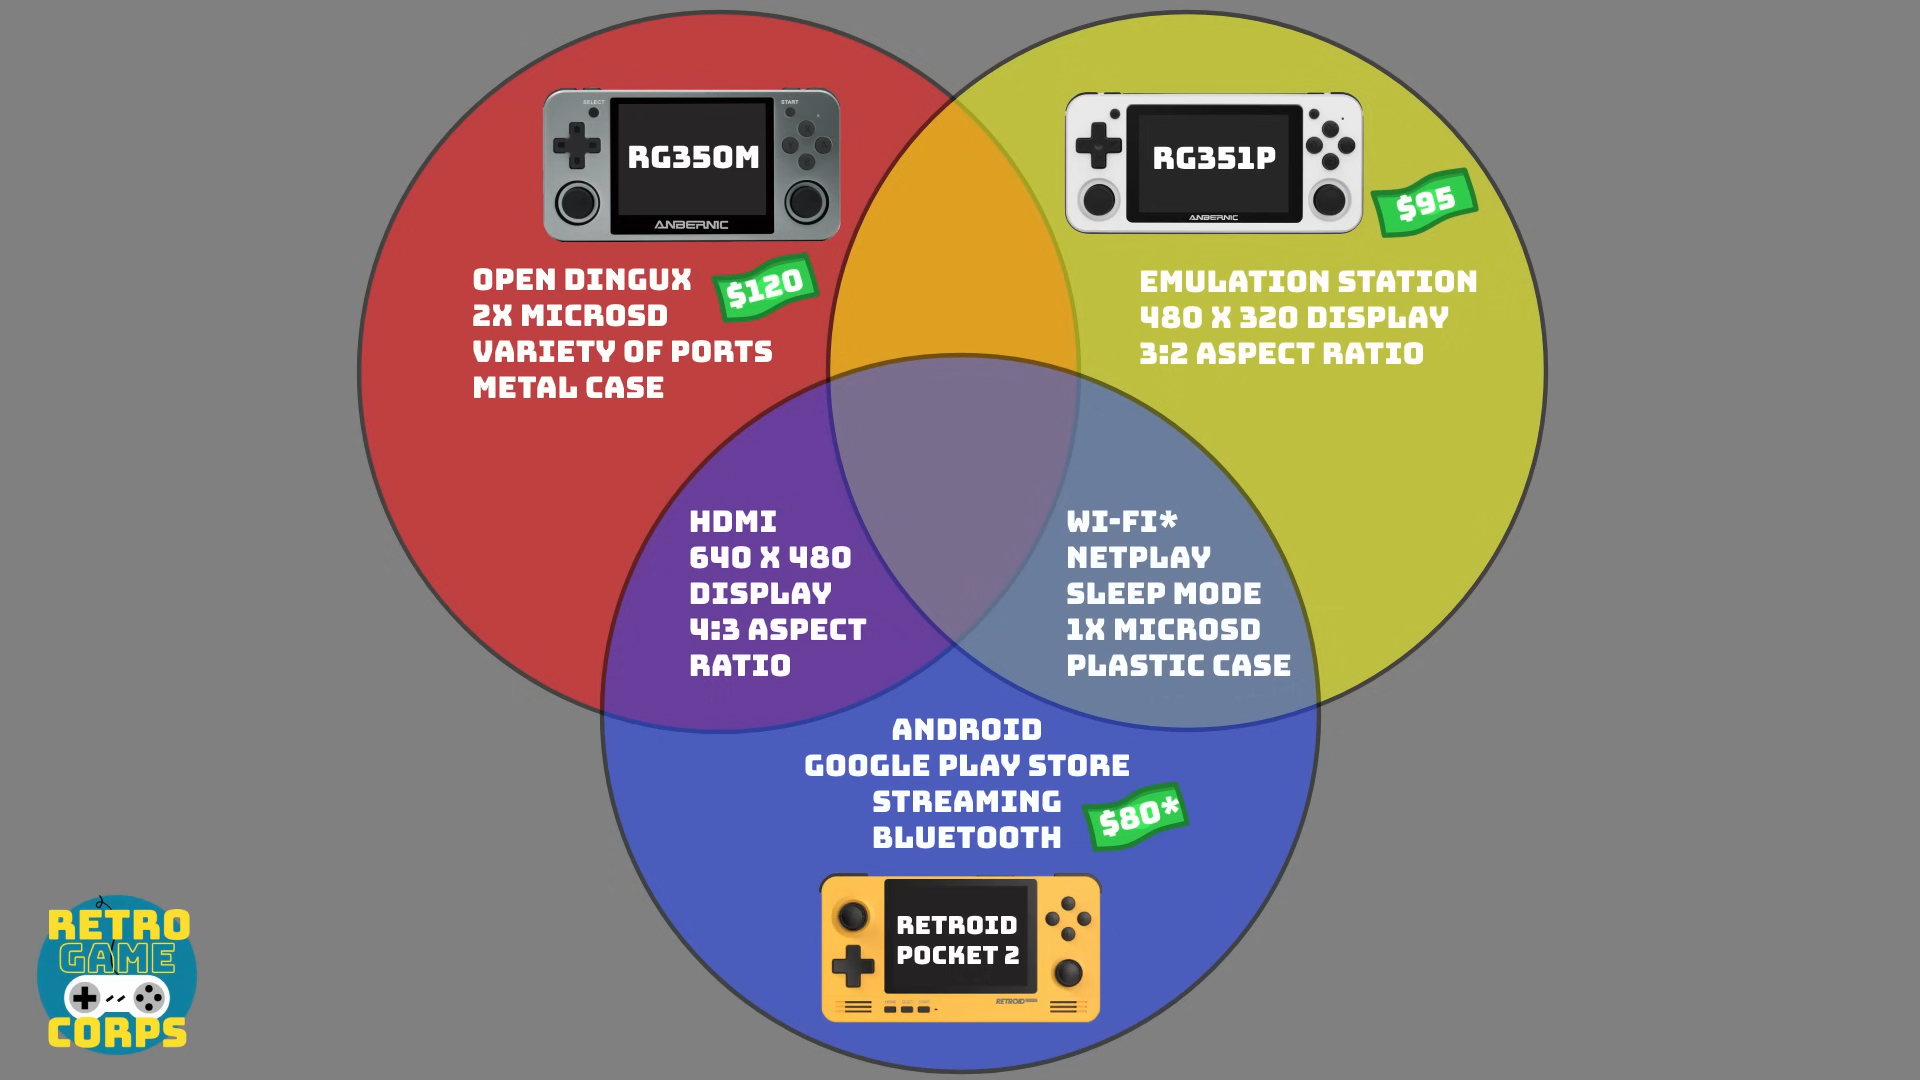 SELECT
START
RG350M
ANBERNIC
RG351P
ANBERNIC
$95
OPEN DINGUX
2X MICROSD
VARIETY OF PORTS
METAL CASE
$120
EMULATION STATION
480 X 320 DISPLAY
3:2 ASPECT RATIO
HDMI
640 X 480
DISPLAY
4:3 ASPECT
RATIO
WI-FI*
NETPLAY
SLEEP MODE
1X MICROSD
PLASTIC CASE
ANDROID
GOOGLE PLAY STORE
STREAMING
BLUETOOTH
$80*
RETROID
POCKET 2
RETROID
RETRO
GAME
CORPS